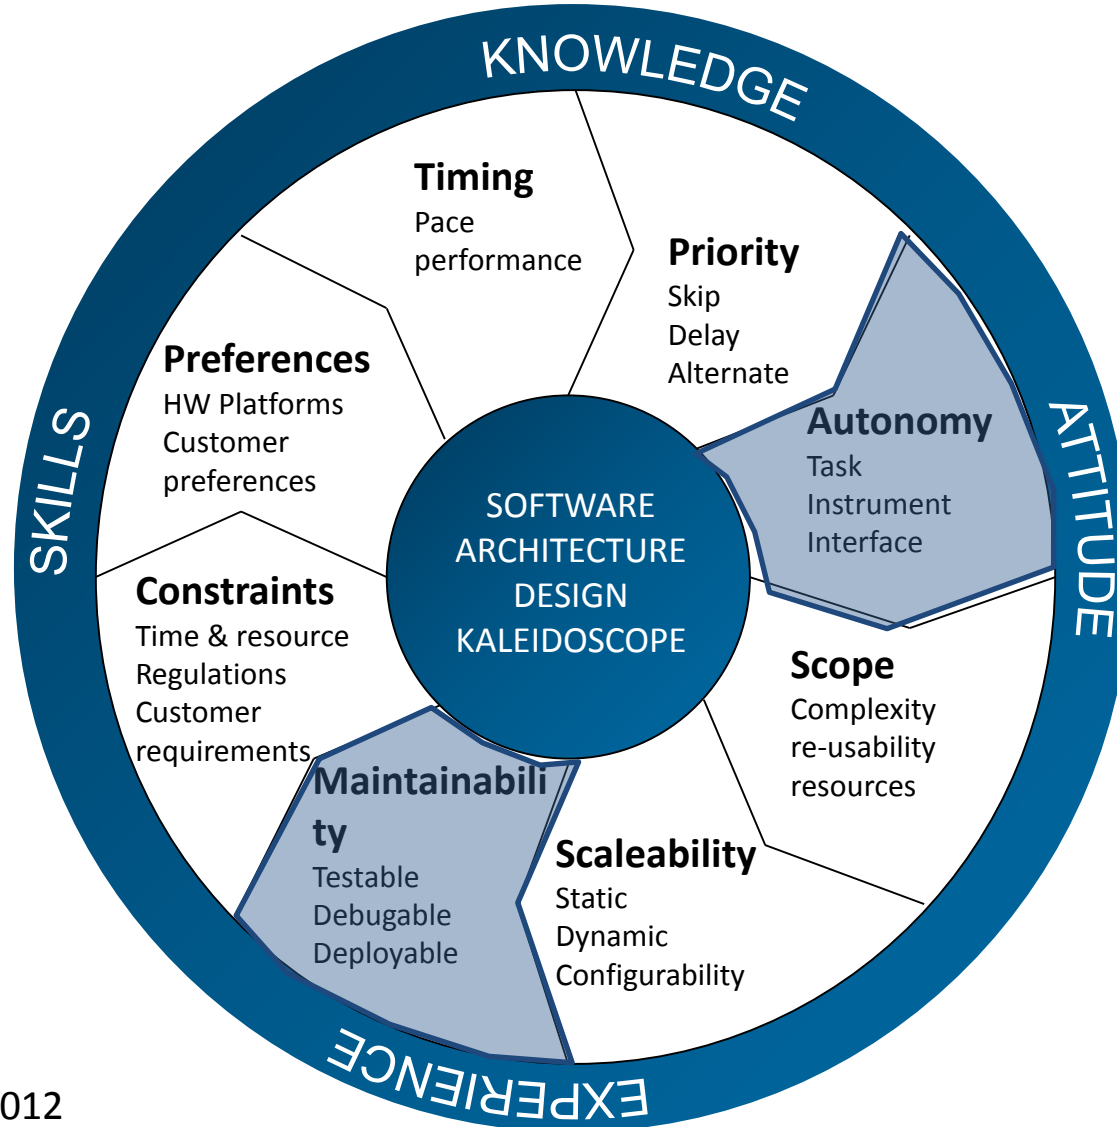 KNOWLEDGE
Timing
Pace
performance
Priority
Skip
Delay
Alternate
Preferences
HW Platforms
Customer
preferences
Autonomy
Task
Instrument
Interface
SKILLS
ATTITUDE
SOFTWARE
ARCHITECTURE
DESIGN
KALEIDOSCOPE
Constraints
Time & resource
Regulations
Customer
requirements
Scope
Complexity
re-usability
resources
Maintainabili
ty
Testable
Debugable
Deployable
Scaleability
Static
Dynamic
Configurability
EXPERIENCE
012